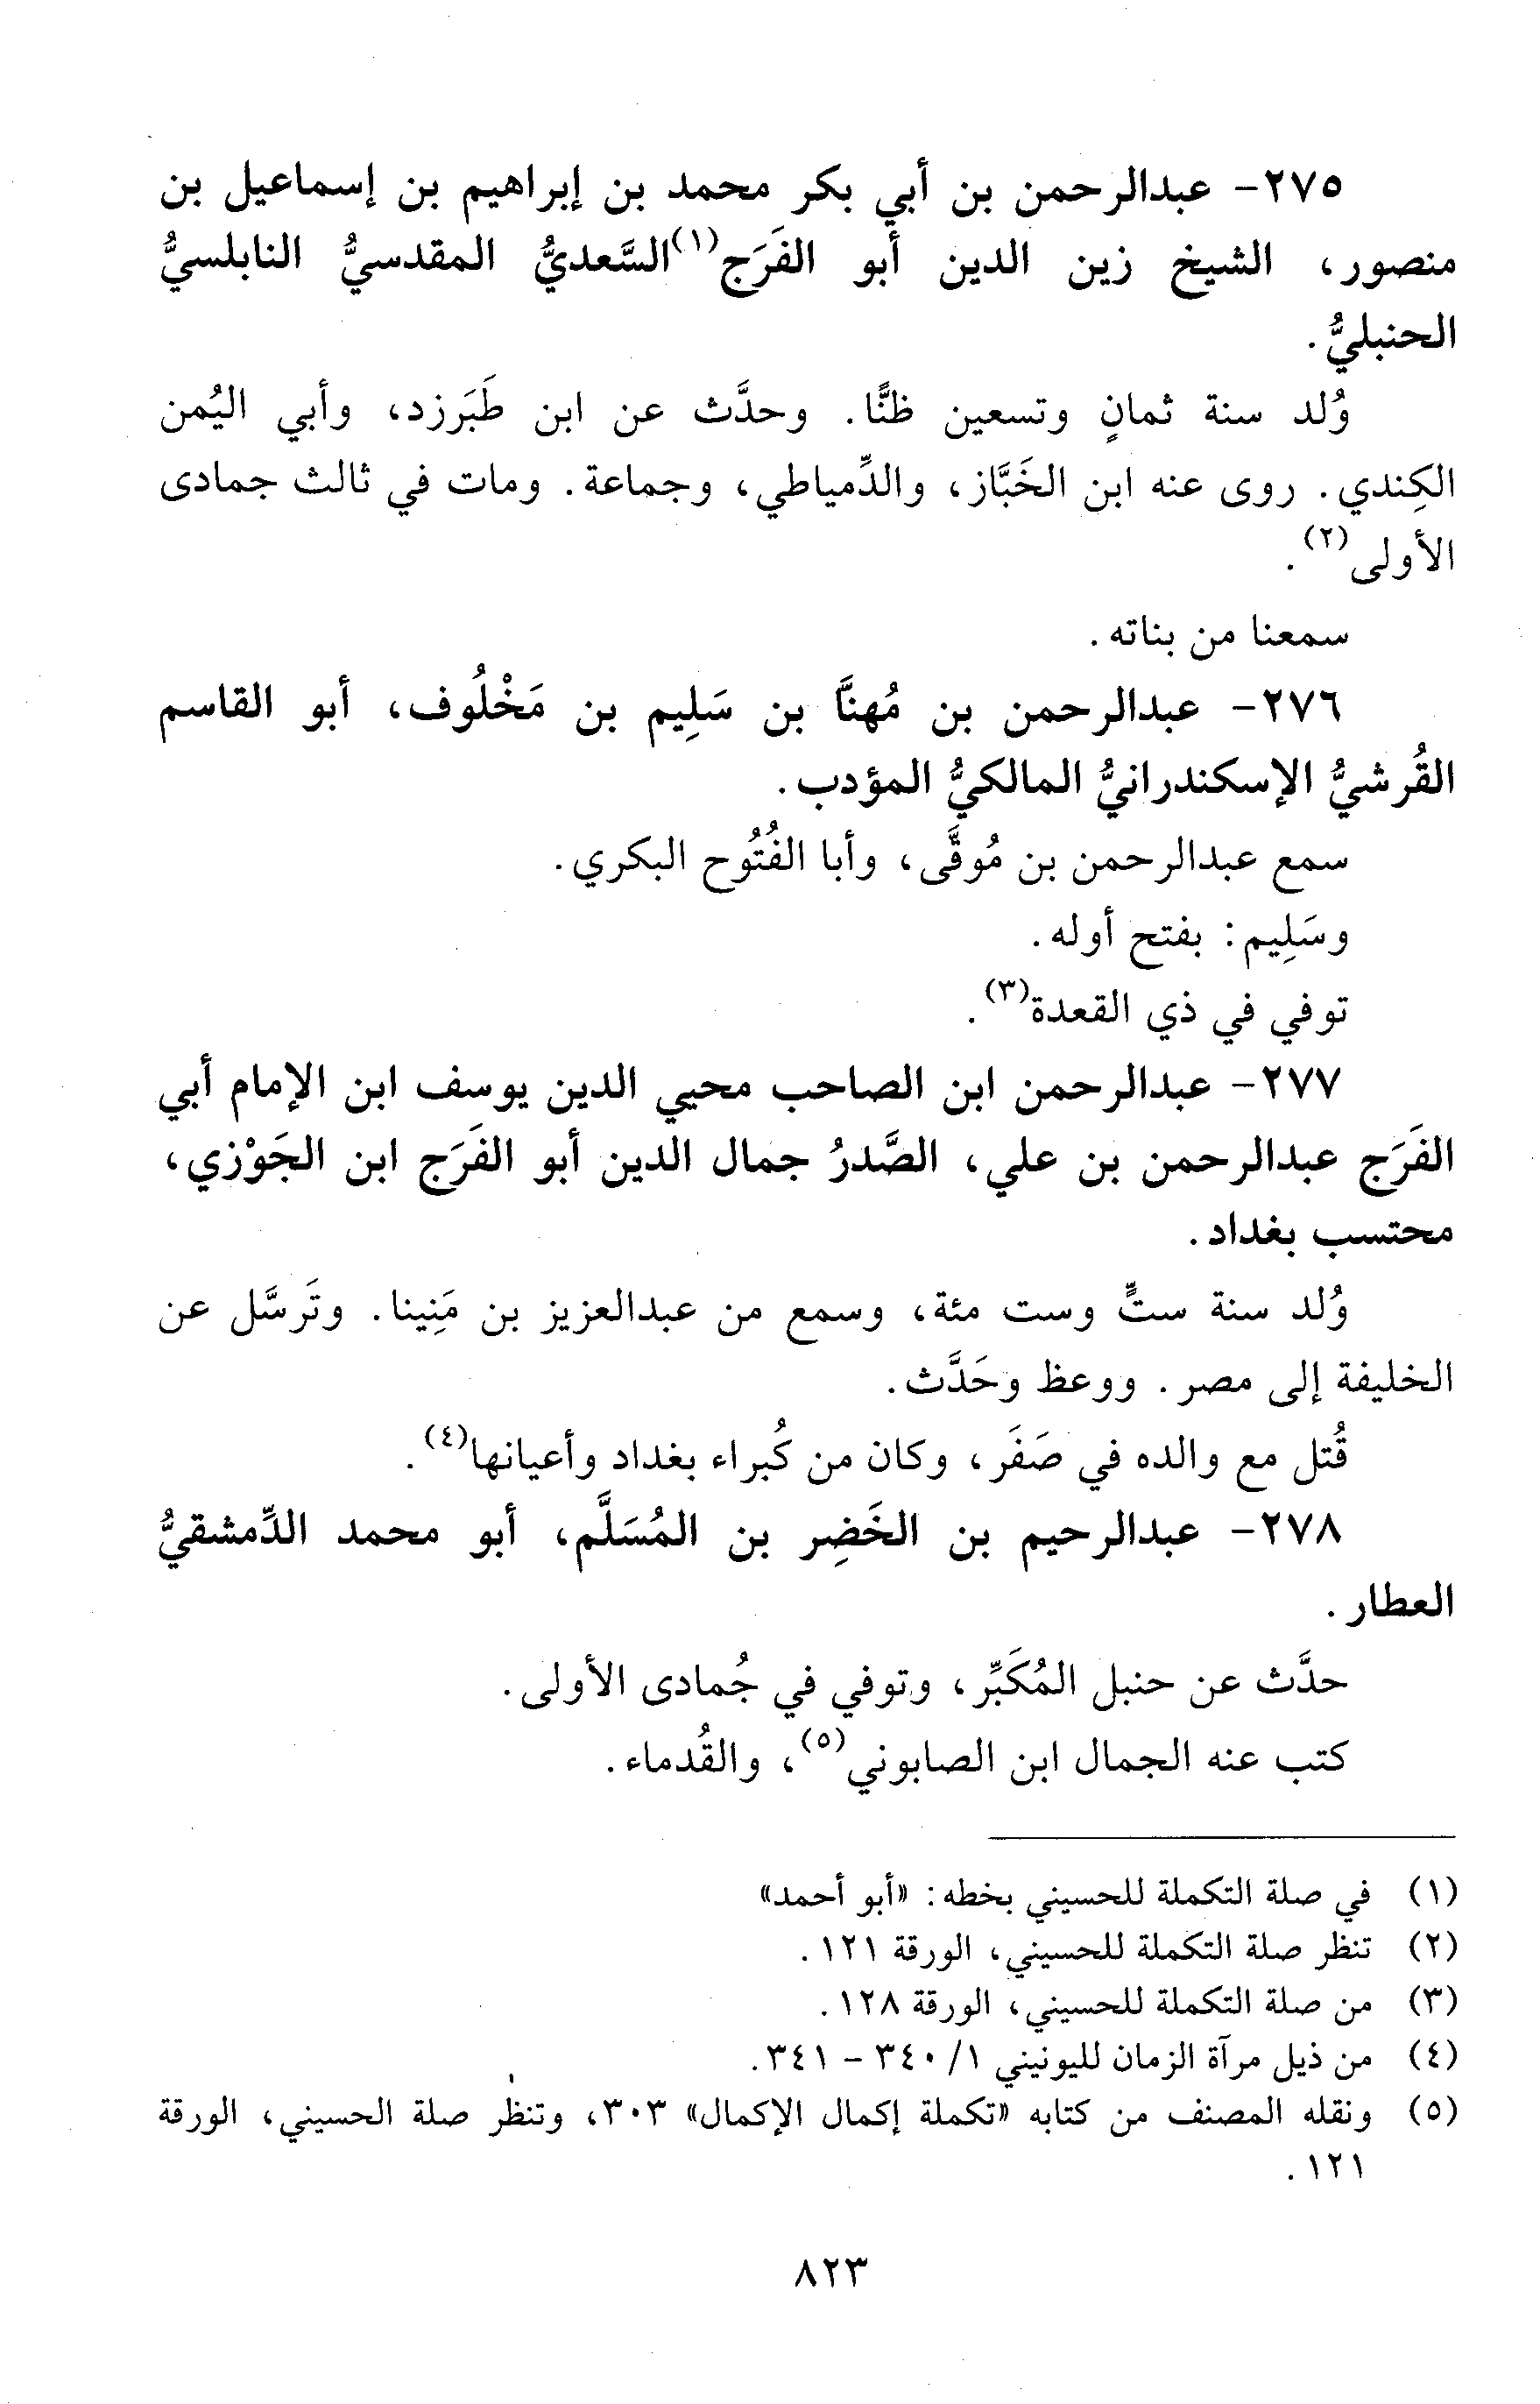 ٢٧٥- عبدالرحمن بن أبي بكر محمد بن إبراهيم بن إسماعيل بن
منصور، الشيخ زين الدين أبو الفَرَج(١) السَّعديُّ المقدسيُّ النابلسيُّ
الحنبليُّ.
وُلد سنة ثمانٍ وتسعين ظنًّا. وحدَّث عن ابن طَبَرزد، وأبي اليُمن
الكِندي. روى عنه ابن الخَبَّاز، والدِّمياطي، وجماعة. ومات في ثالث جمادى
الأولى(٢).
سمعنا من بناته.
٢٧٦- عبدالرحمن بن مُهنَّا بن سَلِيم بن مَخْلُوف، أبو القاسم
القُرشيُّ الإسكندرانيُّ المالكيُّ المؤدب.
سمع عبدالرحمن بن مُوقَّى، وأبا الفُتُوح البكري.
وسَلِيم: بفتح أوله.
توفي في ذي القعدة(٣).
٢٧٧- عبدالرحمن ابن الصاحب محيي الدين يوسف ابن الإمام أبي
الفَرَج عبدالرحمن بن علي، الصَّدرُ جمال الدين أبو الفَرَج ابن الجَوْزي،
محتسب بغداد.
وُلد سنة ستٍّ وست مئة، وسمع من عبدالعزيز بن مَنِينا. وتَرسَّل عن
الخليفة إلى مصر. ووعظ وحَدَّث.
قُتل مع والده في صَفَر، وكان من كُبراء بغداد وأعيانها(٤).
٢٧٨- عبدالرحيم بن الخَضِر بن المُسَلَّم، أبو محمد الدِّمشقيُّ
العطار.
حدَّث عن حنبل المُكَبِّر، وتوفي في جُمادى الأولى.
كتب عنه الجمال ابن الصابوني(٥)، والقُدماء.
(١) في صلة التكملة للحسيني بخطه: «أبو أحمد»
(٢) تنظر صلة التكملة للحسيني، الورقة ١٢١.
(٣) من صلة التكملة للحسيني، الورقة ١٢٨.
(٤) من ذيل مرآة الزمان لليونيني ١/ ٣٤٠ - ٣٤١.
(٥) ونقله المصنف من كتابه «تكملة إكمال الإكمال» ٣٠٣، وتنظر صلة الحسيني، الورقة
١٢١.
٨٢٣